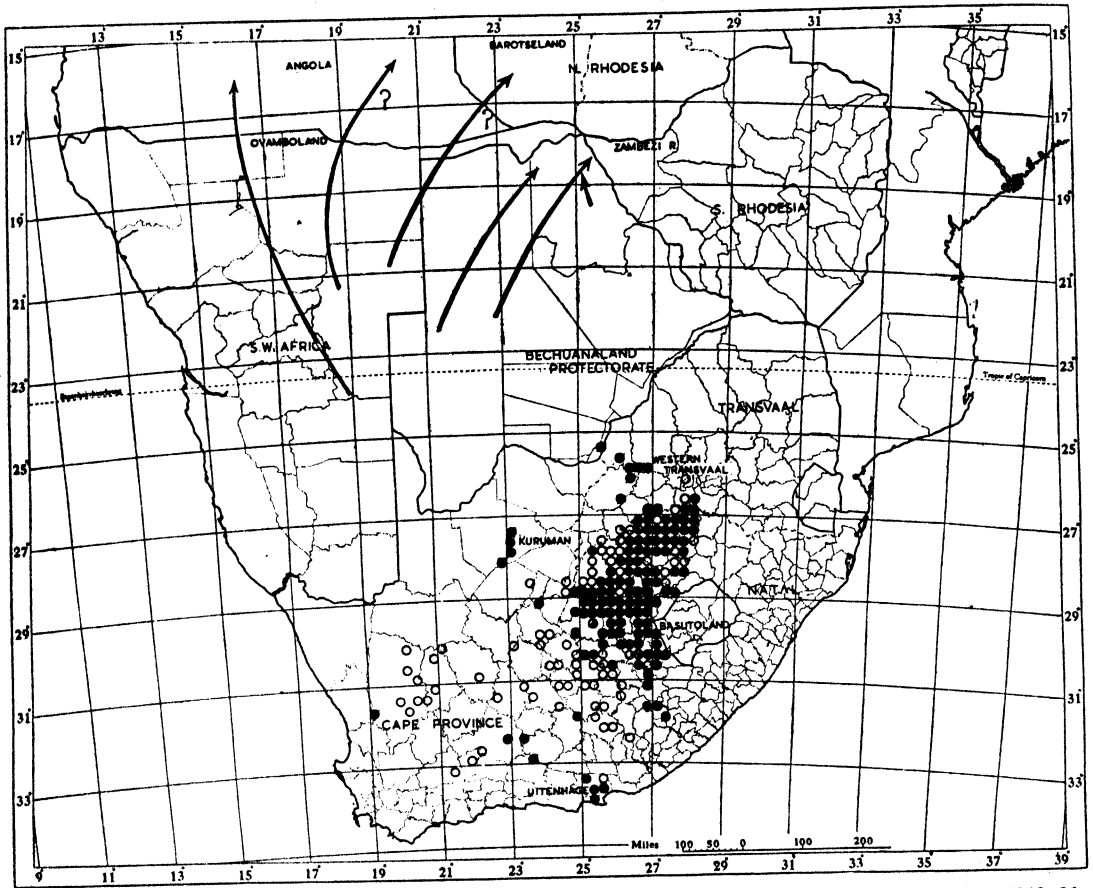 13° 15° 17° 19° 21° 23° 25° 27° 29° 31° 33° 35°
15° 15°
BAROTSELAND
ANGOLA
N. RHODESIA
?
?
17° 17°
OVAMBOLAND
ZAMBEZI R.
19° 19°
S. RHODESIA
21° 21°
S.W. AFRICA
BECHUANALAND
PROTECTORATE
23° 23°
Tropic of Capricorn
TRANSVAAL
25° 25°
WESTERN
TRANSVAAL
27° 27°
KURUMAN
NATAL
29° 29°
BASUTOLAND
31° 31°
CAPE PROVINCE
33° 33°
UITENHAGE
Miles 100 50 0 100 200
9° 11° 13° 15° 17° 19° 21° 23° 25° 27° 29° 31° 33° 35° 37° 39°